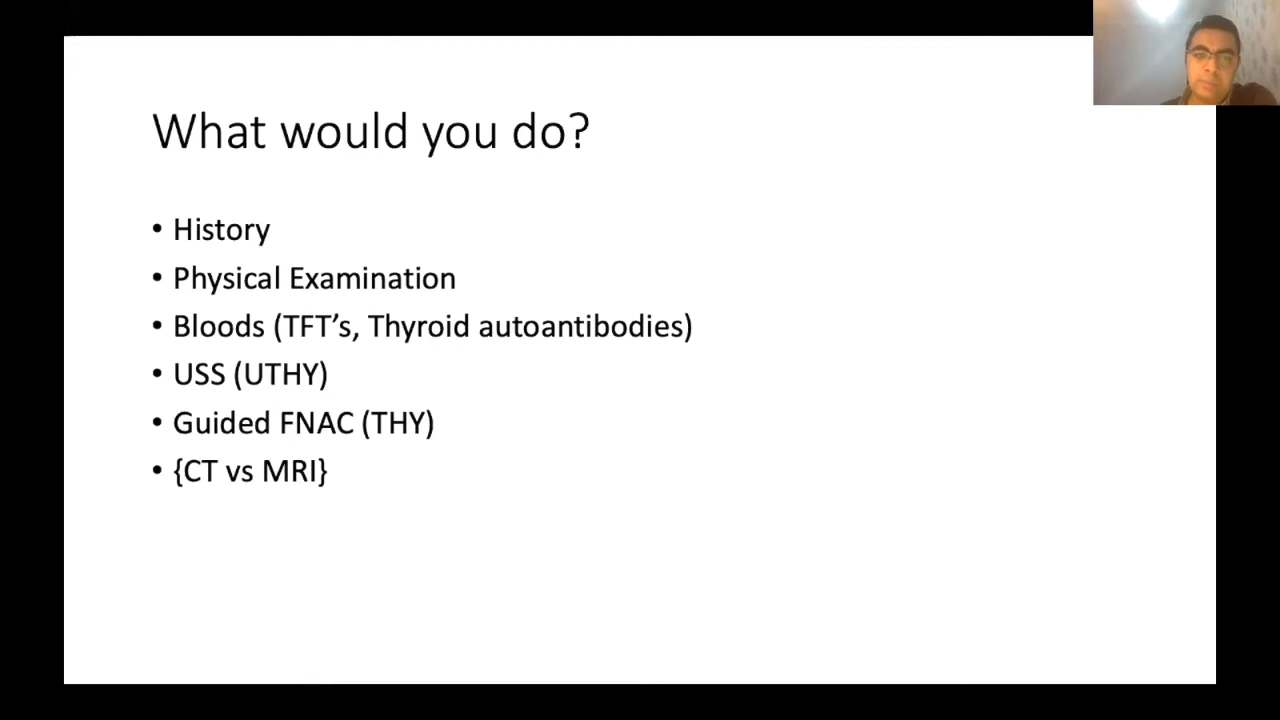 What would you do?
• History
• Physical Examination
• Bloods (TFT’s, Thyroid autoantibodies)
• USS (UTHY)
• Guided FNAC (THY)
• {CT vs MRI}